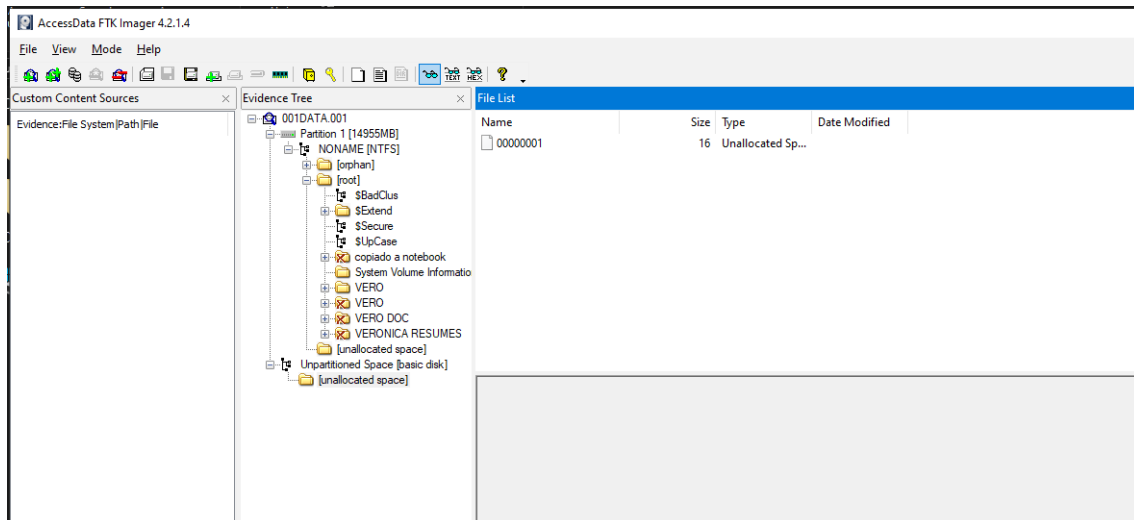 AccessData FTK Imager 4.2.1.4
File View Mode Help
TEXT HEX
Custom Content Sources
Evidence:File System|Path|File
Evidence Tree
001DATA.001
Partition 1 [14955MB]
NONAME [NTFS]
[orphan]
[root]
$BadClus
$Extend
$Secure
$UpCase
copiado a notebook
System Volume Informatio
VERO
VERO
VERO DOC
VERONICA RESUMES
[unallocated space]
Unpartitioned Space [basic disk]
[unallocated space]
File List
Name Size Type Date Modified
00000001 16 Unallocated Sp...